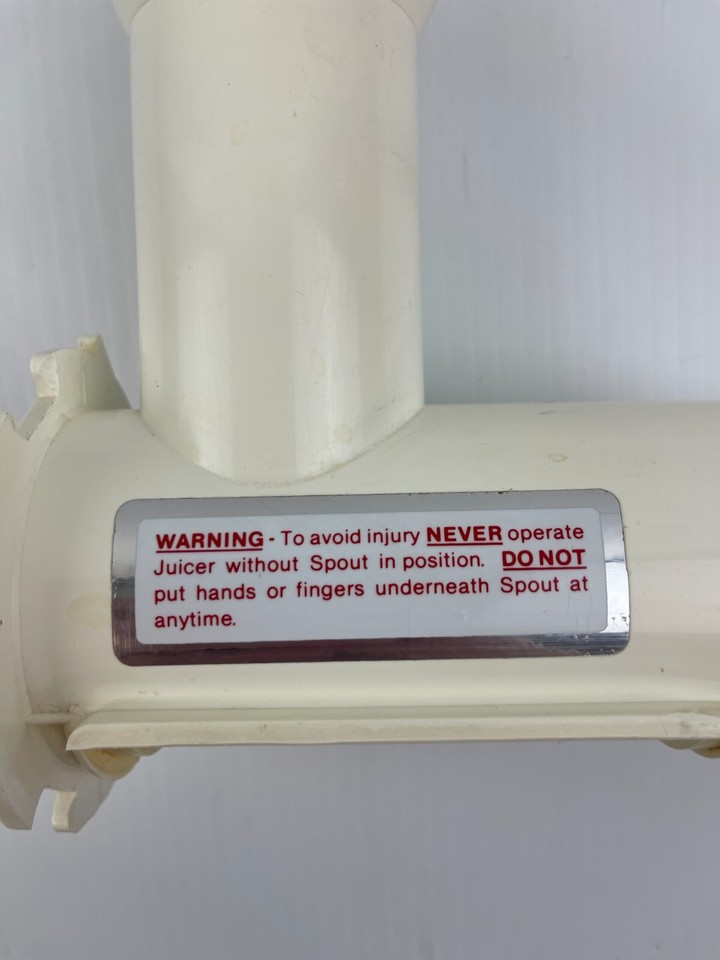 WARNING - To avoid injury NEVER operate
Juicer without Spout in position. DO NOT
put hands or fingers underneath Spout at
anytime.